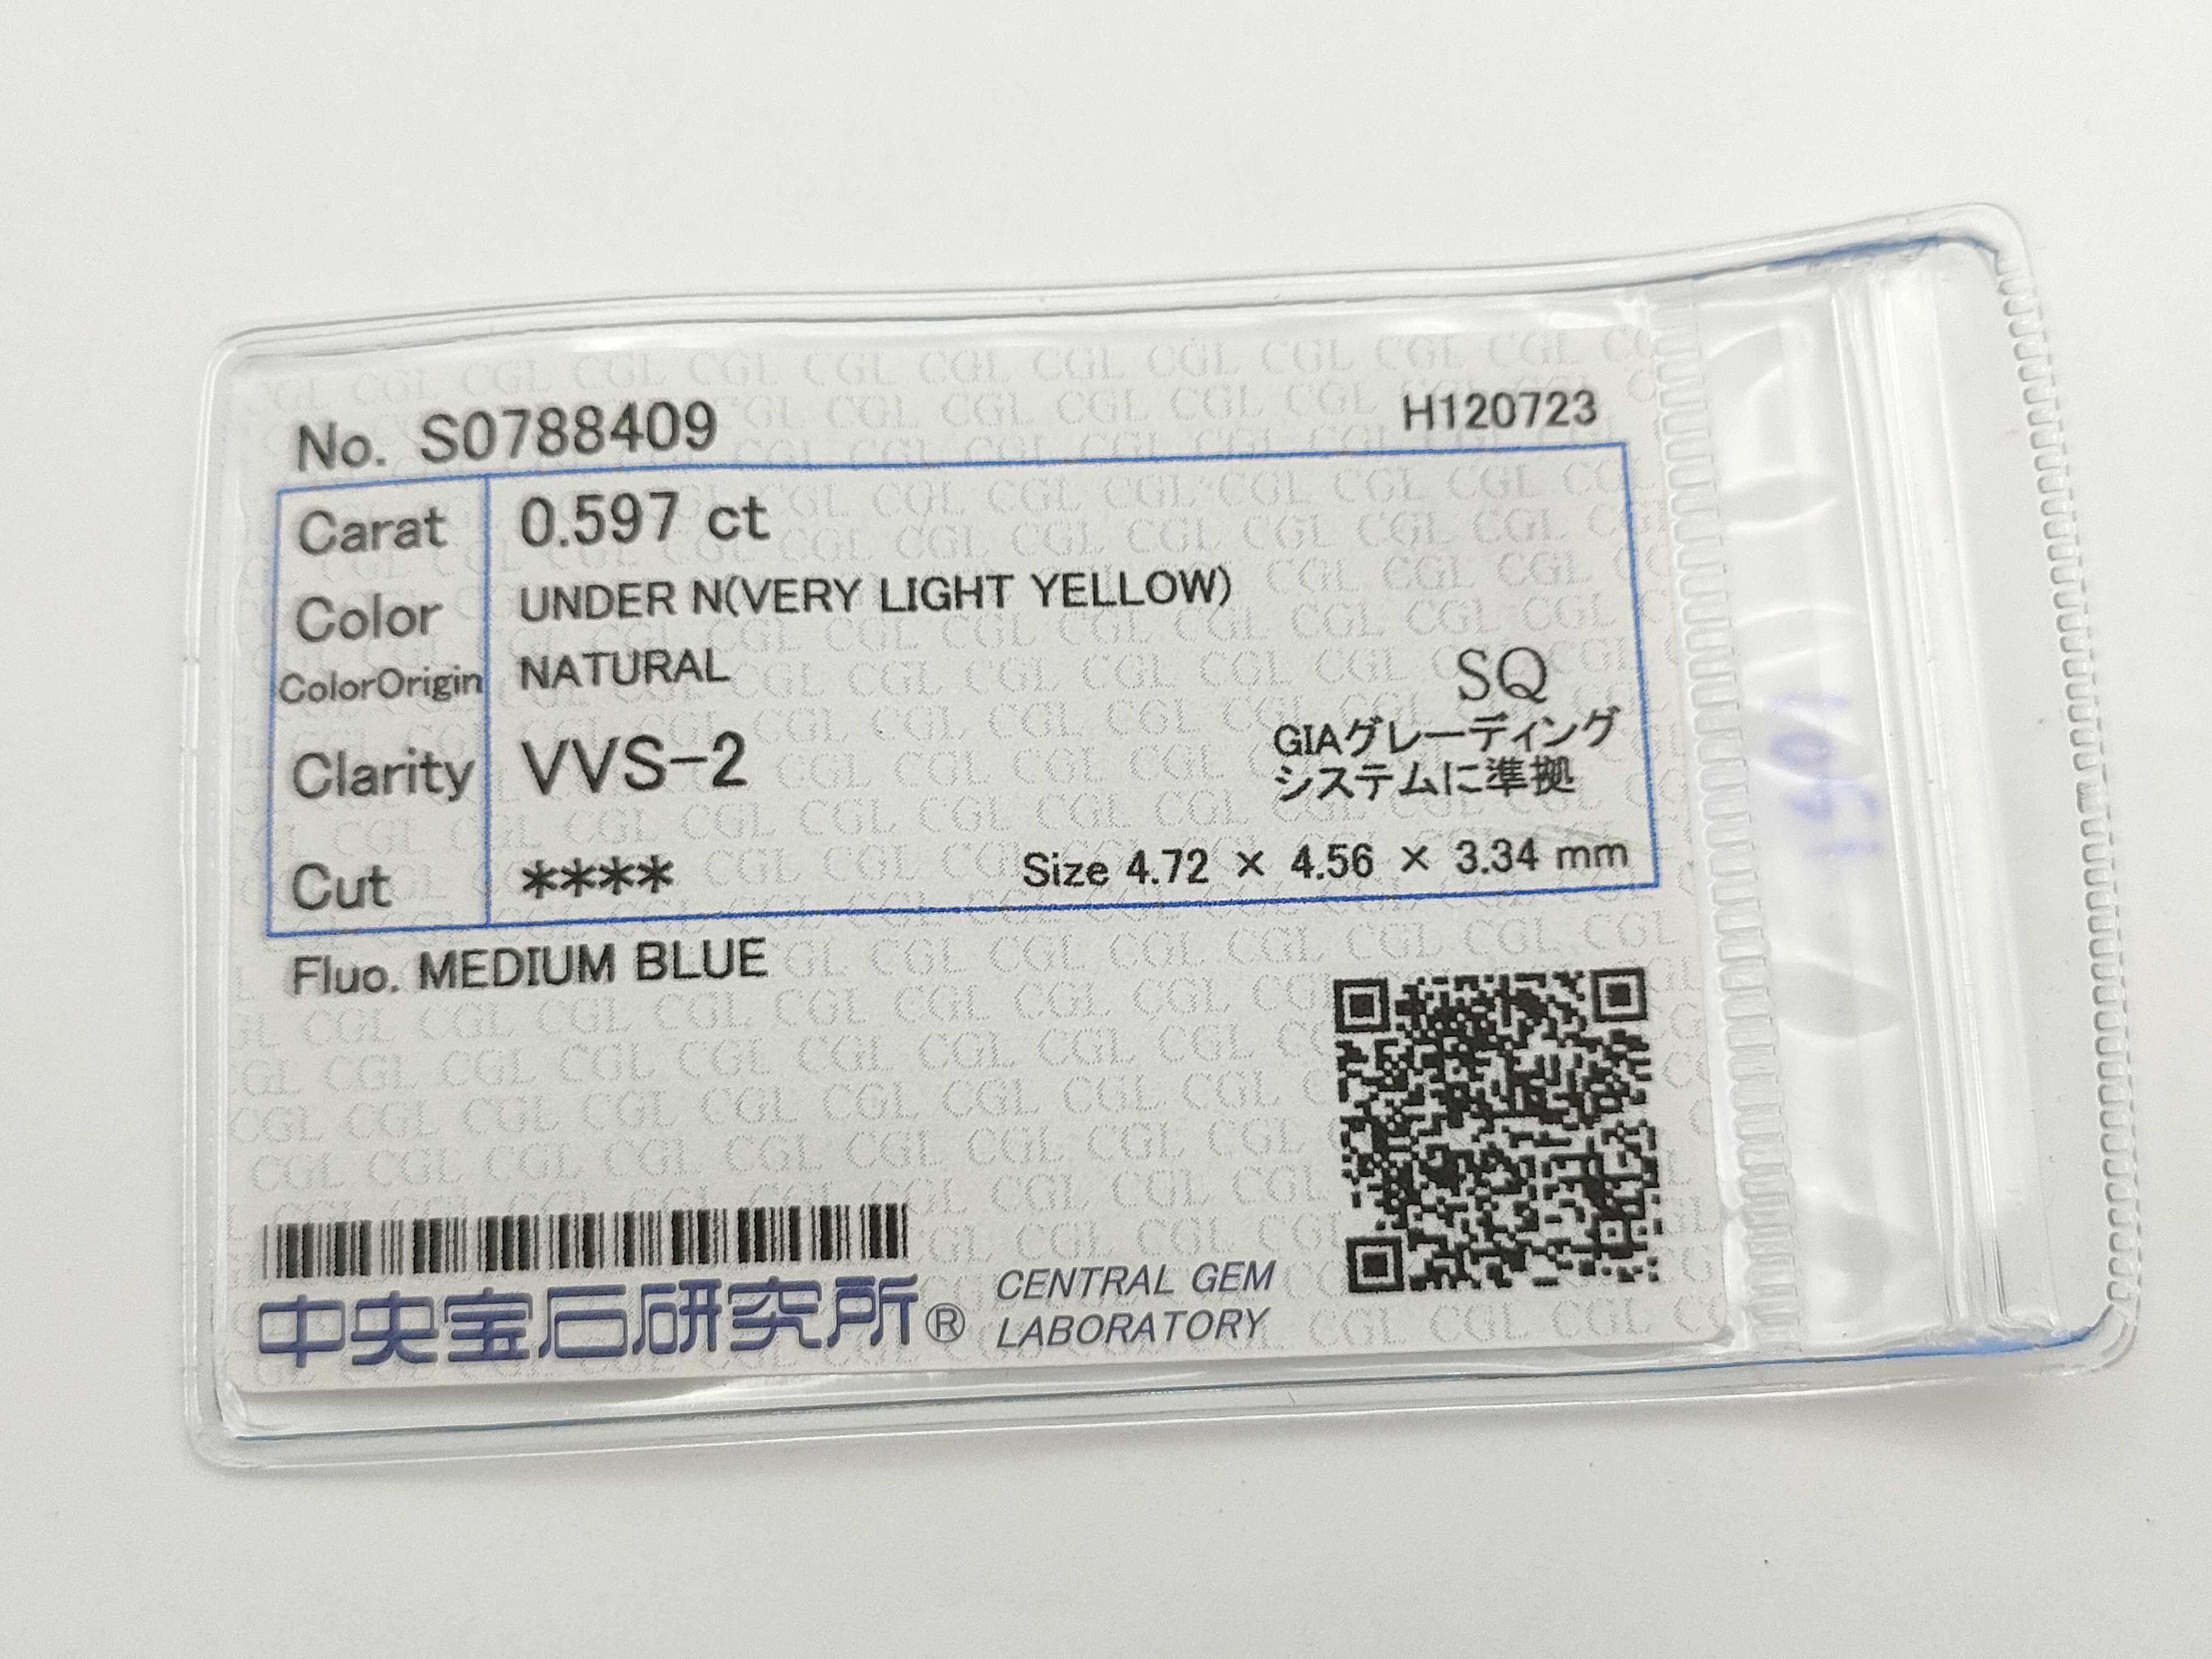 No. S0788409
H120723
Carat 0.597 ct
Color UNDER N(VERY LIGHT YELLOW)
ColorOrigin NATURAL
SQ
Clarity VVS-2
GIAグレーディング
システムに準拠
Cut ****
Size 4.72 × 4.56 × 3.34 mm
Fluo. MEDIUM BLUE
中央宝石研究所®
CENTRAL GEM
LABORATORY